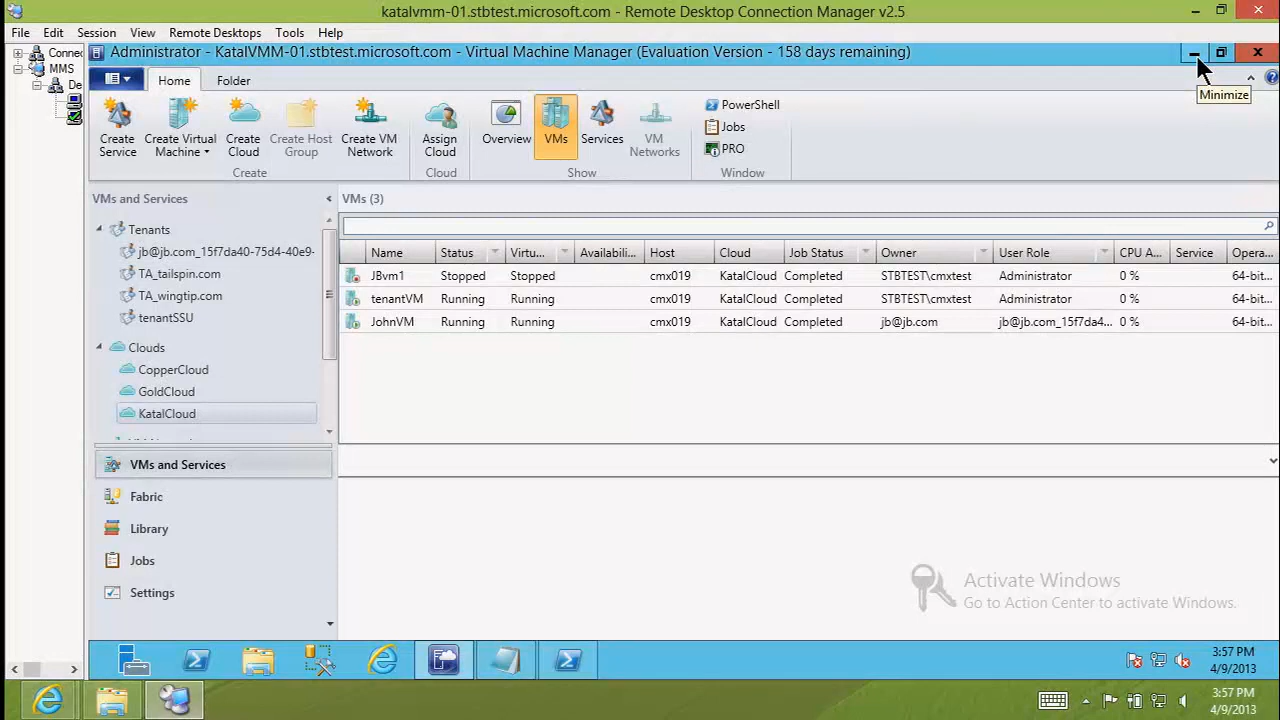 katalvmm-01.stbtest.microsoft.com - Remote Desktop Connection Manager v2.5
File Edit Session View Remote Desktops Tools Help
Connec
MMS
De
Administrator - KatalVMM-01.stbtest.microsoft.com - Virtual Machine Manager (Evaluation Version - 158 days remaining)
Minimize
Home Folder
Create Service
Create Virtual Machine
Create Cloud
Create Host Group
Create VM Network
Assign Cloud
Overview
VMs
Services
VM Networks
PowerShell
Jobs
PRO
Create Cloud Show Window
VMs and Services
Tenants
jb@jb.com_15f7da40-75d4-40e9-
TA_tailspin.com
TA_wingtip.com
tenantSSU
Clouds
CopperCloud
GoldCloud
KatalCloud
VMs and Services
Fabric
Library
Jobs
Settings
VMs (3)
Name Status Virtu... Availabili... Host Cloud Job Status Owner User Role CPU A... Service Opera...
JBvm1 Stopped Stopped cmx019 KatalCloud Completed STBTEST\cmxtest Administrator 0 % 64-bit...
tenantVM Running Running cmx019 KatalCloud Completed STBTEST\cmxtest Administrator 0 % 64-bit...
JohnVM Running Running cmx019 KatalCloud Completed jb@jb.com jb@jb.com_15f7da4... 0 % 64-bit...
Activate Windows
Go to Action Center to activate Windows.
3:57 PM
4/9/2013
3:57 PM
4/9/2013